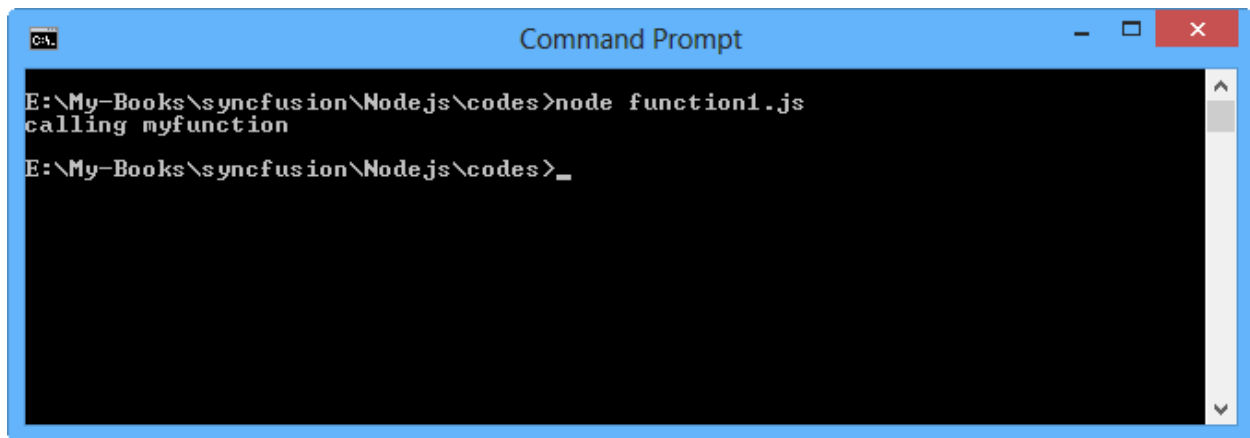 Command Prompt
E:\My-Books\syncfusion\Nodejs\codes>node function1.js
calling myfunction
E:\My-Books\syncfusion\Nodejs\codes>_